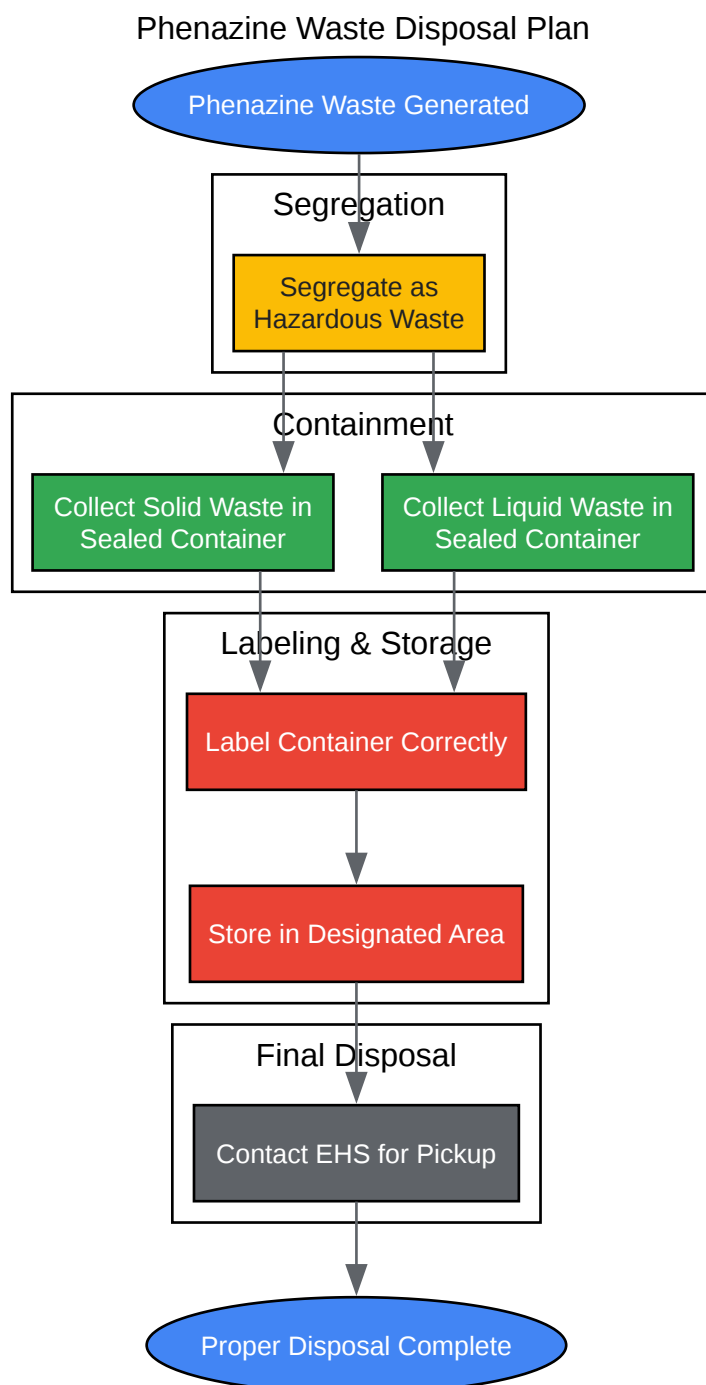 Phenazine Waste Disposal Plan
Phenazine Waste Generated
Segregation
Segregate as
Hazardous Waste
Containment
Collect Solid Waste in
Sealed Container
Collect Liquid Waste in
Sealed Container
Labeling & Storage
Label Container Correctly
Store in Designated Area
Final Disposal
Contact EHS for Pickup
Proper Disposal Complete